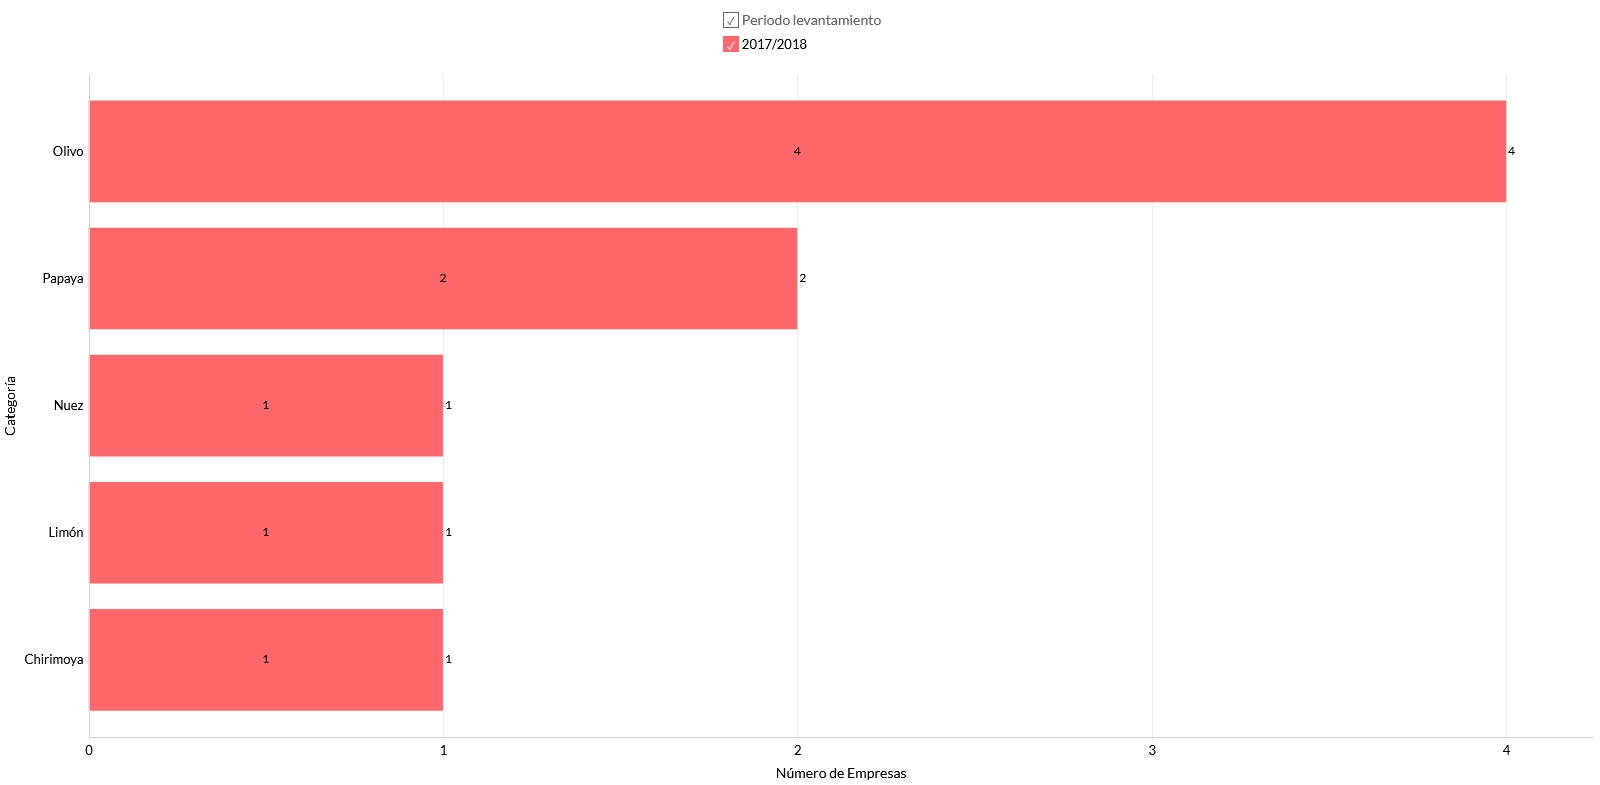 Periodo levantamiento
2017/2018
Olivo
4
4
Papaya
2
2
Nuez
1
1
Limón
1
1
Chirimoya
1
1
Categoría
0 1 2 3 4
Número de Empresas